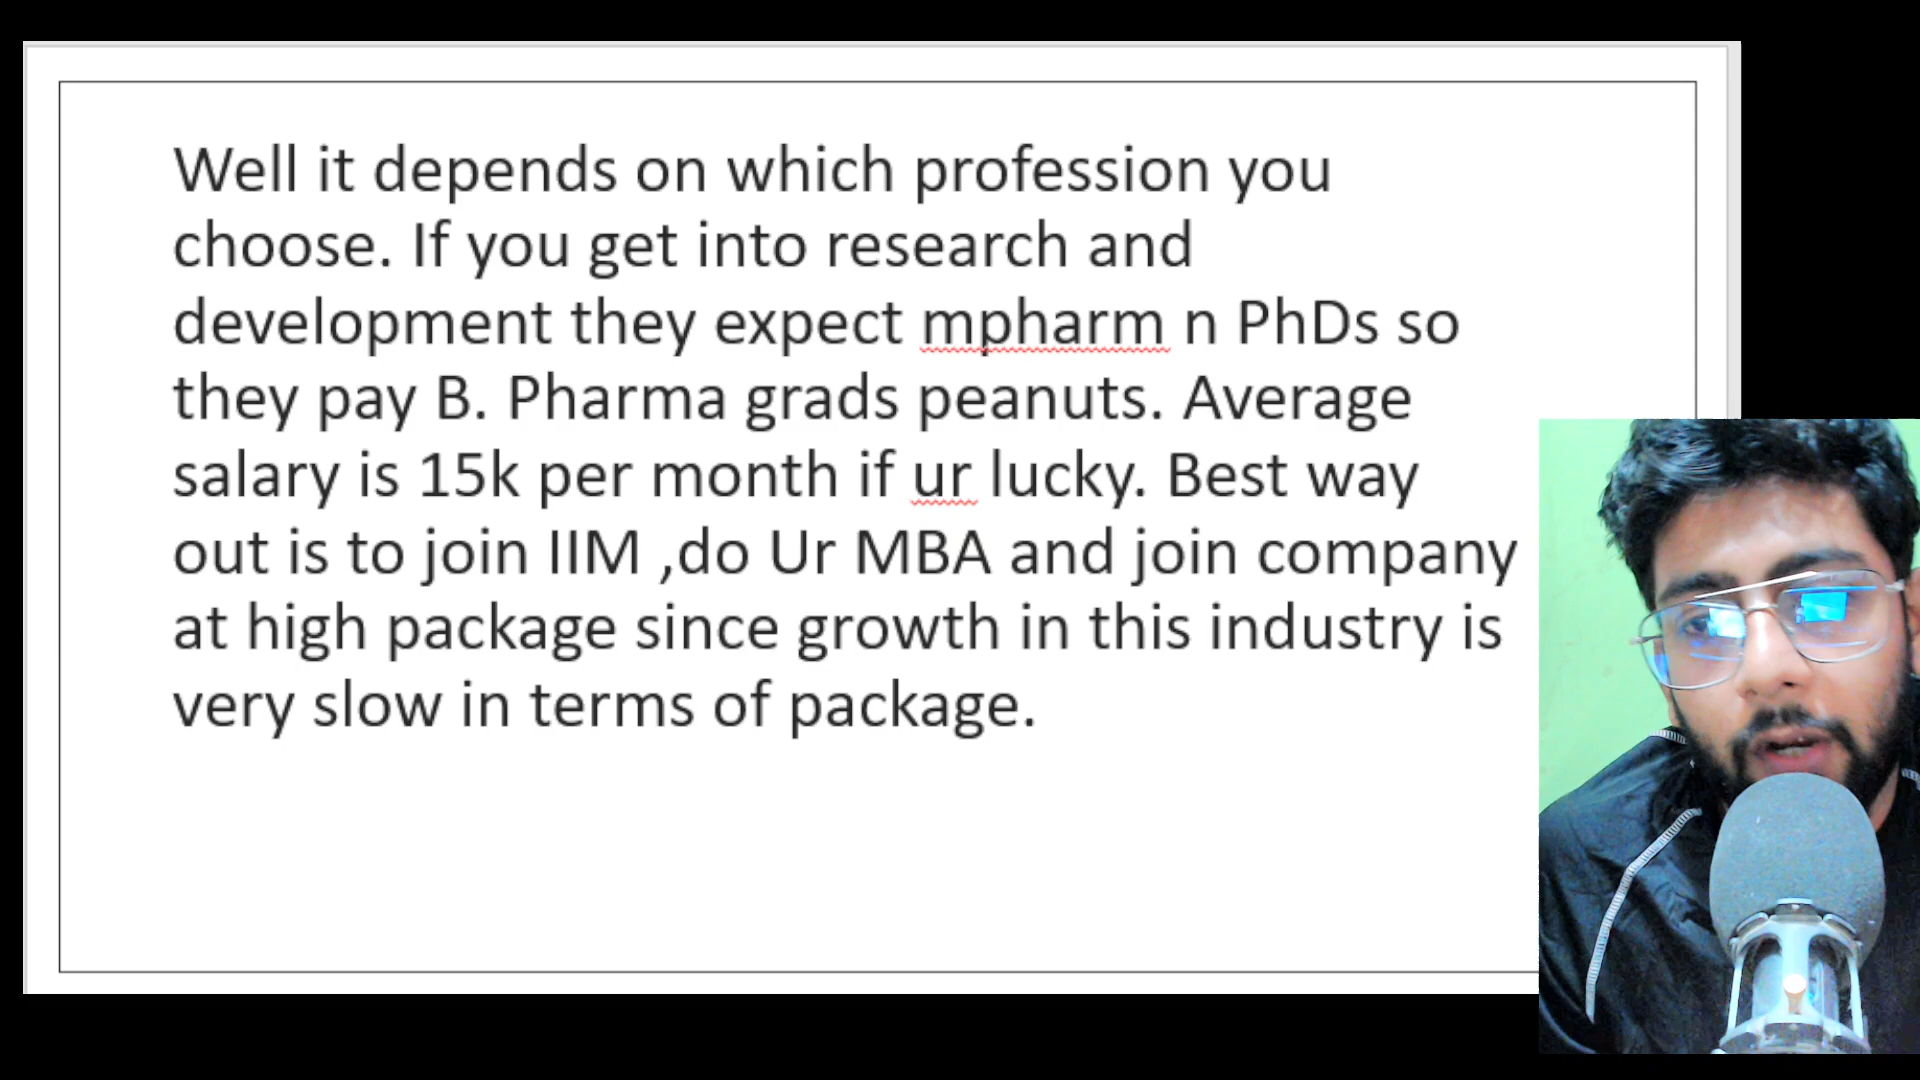 Well it depends on which profession you
choose. If you get into research and
development they expect mpharm n PhDs so
they pay B. Pharma grads peanuts. Average
salary is 15k per month if ur lucky. Best way
out is to join IIM ,do Ur MBA and join company
at high package since growth in this industry is
very slow in terms of package.